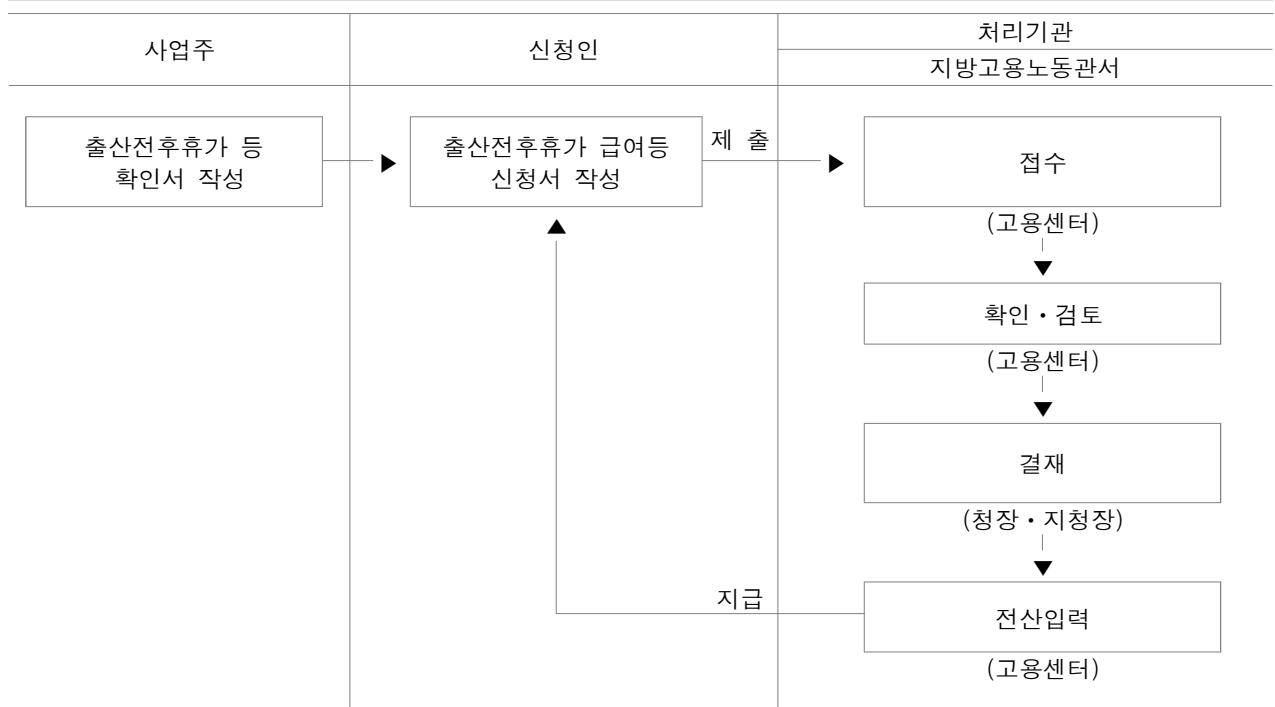 사업주
신청인
처리기관
지방고용노동관서
출산전후휴가 등
확인서 작성
출산전후휴가 급여등
신청서 작성
제 출
접수
(고용센터)
확인·검토
(고용센터)
결재
(청장·지청장)
지급
전산입력
(고용센터)